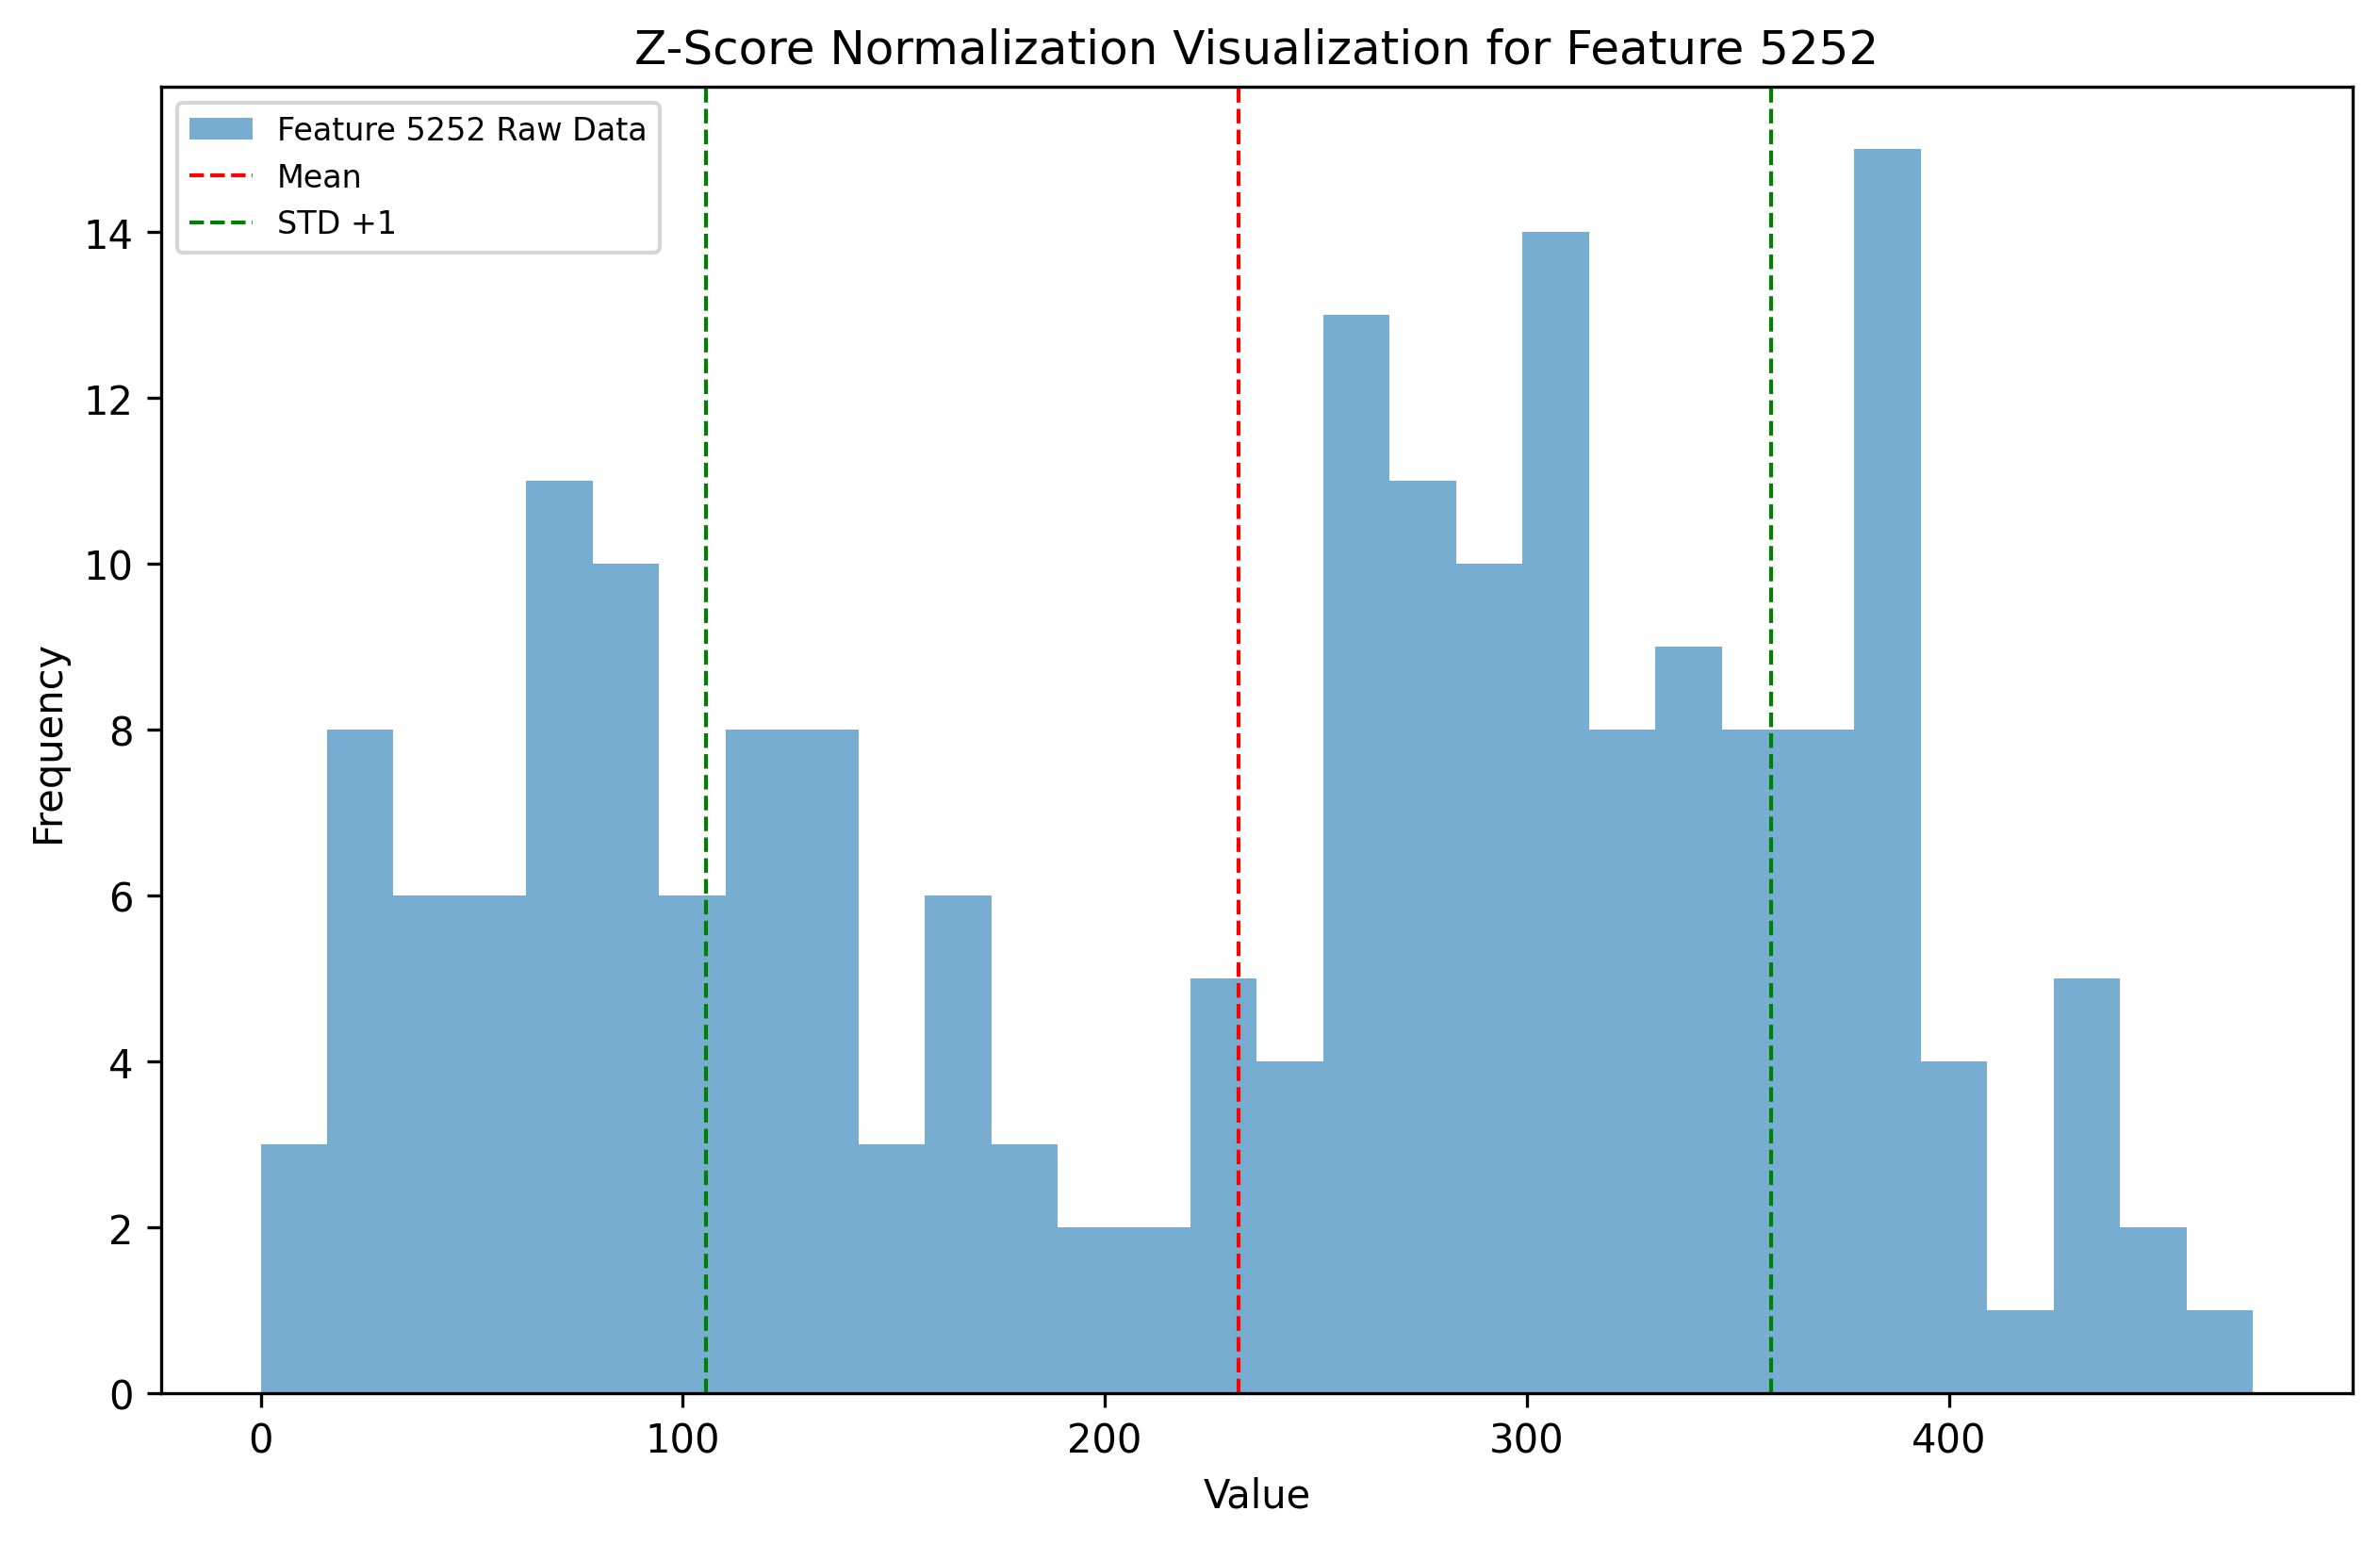 Z-Score Normalization Visualization for Feature 5252
Feature 5252 Raw Data
Mean
STD +1
Frequency
14
12
10
8
6
4
2
0
0 100 200 300 400
Value